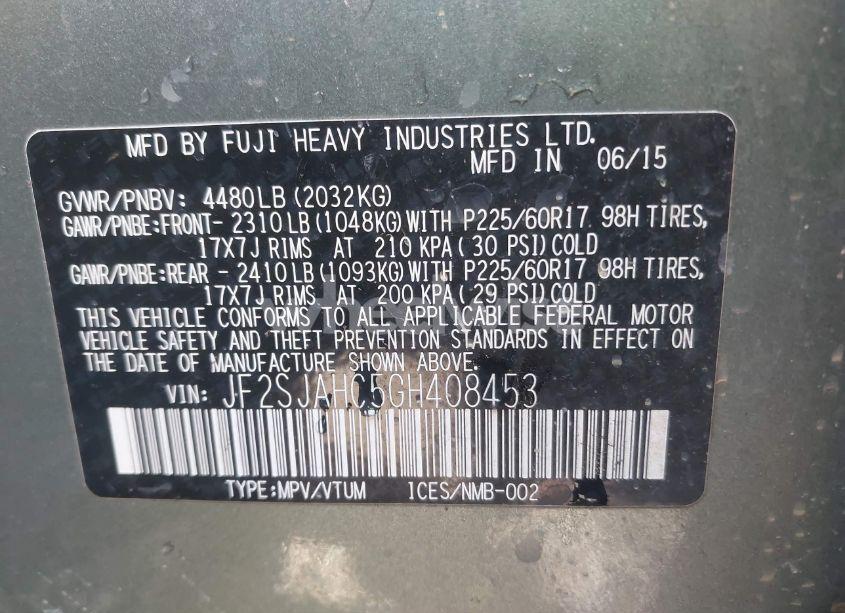 MFD BY FUJI HEAVY INDUSTRIES LTD.
MFD IN 06/15
GVWR/PNBV: 4480LB(2032KG)
GAWR/PNBE:FRONT- 2310LB(1048KG)WITH P225/60R17 98H TIRES,
17X7J RIMS AT 210 KPA(30 PSI)COLD
GAWR/PNBE:REAR - 2410LB(1093KG)WITH P225/60R17 98H TIRES,
17X7J RIMS AT 200 KPA(29 PSI)COLD
THIS VEHICLE CONFORMS TO ALL APPLICABLE FEDERAL MOTOR
VEHICLE SAFETY AND THEFT PREVENTION STANDARDS IN EFFECT ON
THE DATE OF MANUFACTURE SHOWN ABOVE.
VIN: JF2SJAHC5GH408453
TYPE:MPV/VTUM ICES/NMB-002